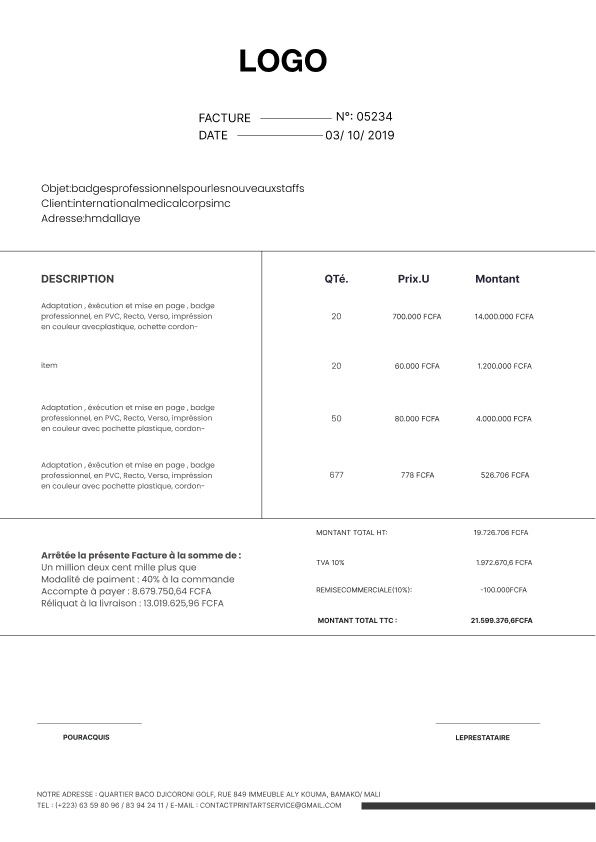 LOGO
FACTURE N°: 05234
DATE 03/ 10/ 2019
Objet:badgesprofessionnelspourlesnouveauxstaffs
Client:internationalmedicalcorpsimc
Adresse:hmdallaye
DESCRIPTION QTé. Prix.U Montant
Adaptation , éxécution et mise en page , badge
professionnel, en PVC, Recto, Verso, impréssion
en couleur avecplastique, ochette cordon-
20 700.000 FCFA 14.000.000 FCFA
item 20 60.000 FCFA 1.200.000 FCFA
Adaptation , éxécution et mise en page , badge
professionnel, en PVC, Recto, Verso, impréssion
en couleur avec pochette plastique, cordon-
50 80.000 FCFA 4.000.000 FCFA
Adaptation , éxécution et mise en page , badge
professionnel, en PVC, Recto, Verso, impréssion
en couleur avec pochette plastique, cordon-
677 778 FCFA 526.706 FCFA
MONTANT TOTAL HT: 19.726.706 FCFA
TVA 10% 1.972.670,6 FCFA
REMISECOMMERCIALE(10%): -100.000FCFA
MONTANT TOTAL TTC : 21.599.376,6FCFA
Arrêtée la présente Facture à la somme de :
Un million deux cent mille plus que
Modalité de paiment : 40% à la commande
Accompte à payer : 8.679.750,64 FCFA
Réliquat à la livraison : 13.019.625,96 FCFA
POURACQUIS LEPRESTATAIRE
NOTRE ADRESSE : QUARTIER BACO DJICORONI GOLF, RUE 849 IMMEUBLE ALY KOUMA, BAMAKO/ MALI
TEL : (+223) 63 59 80 96 / 83 94 24 11 / E-MAIL : CONTACTPRINTARTSERVICE@GMAIL.COM